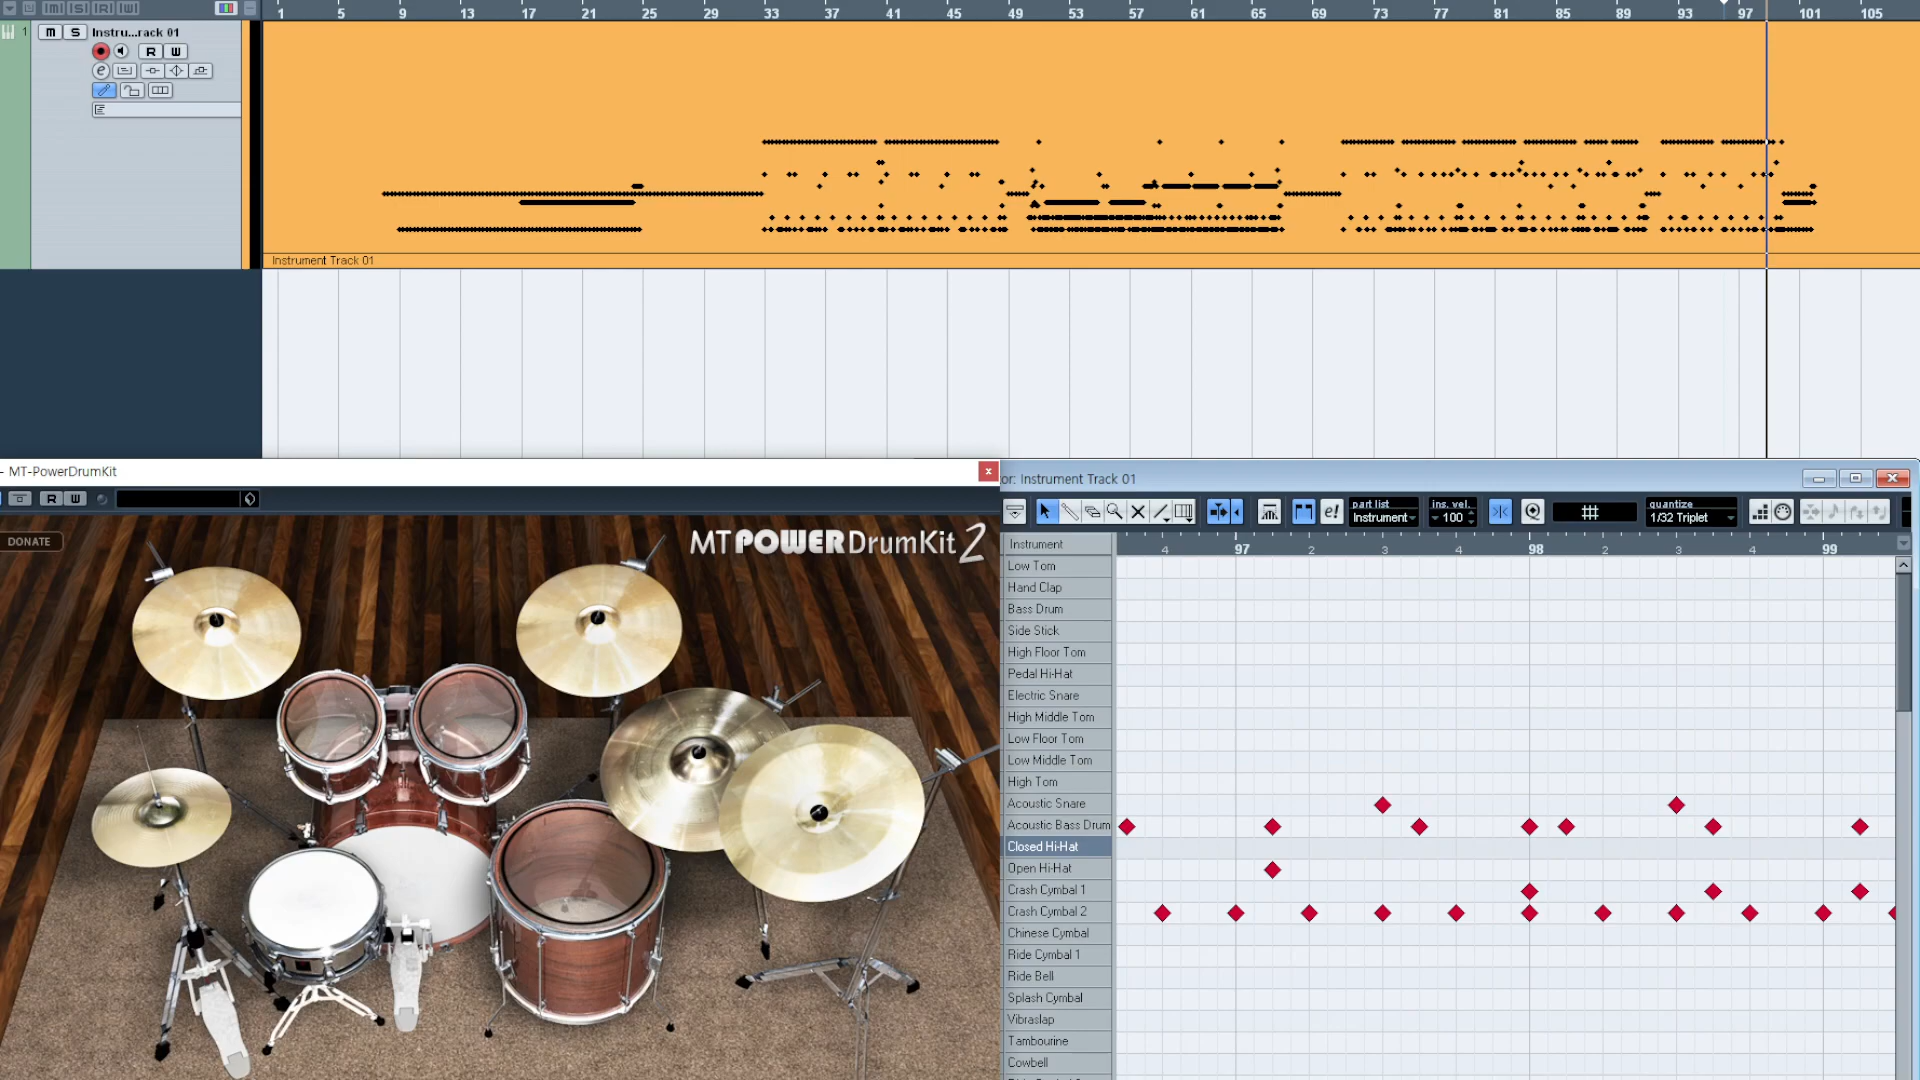 1 5 9 13 17 21 25 29 33 37 41 45 49 53 57 61 65 69 73 77 81 85 89 93 97 101 105
1 m S Instru...rack 01
R W
e
Instrument Track 01
- MT-PowerDrumKit x
R W
DONATE
MT POWER DrumKit 2
or: Instrument Track 01
part list
Instrument
ins. vel.
100
quantize
1/32 Triplet
e!
4 97 2 3 4 98 2 3 4 99
Instrument
Low Tom
Hand Clap
Bass Drum
Side Stick
High Floor Tom
Pedal Hi-Hat
Electric Snare
High Middle Tom
Low Floor Tom
Low Middle Tom
High Tom
Acoustic Snare
Acoustic Bass Drum
Closed Hi-Hat
Open Hi-Hat
Crash Cymbal 1
Crash Cymbal 2
Chinese Cymbal
Ride Cymbal 1
Ride Bell
Splash Cymbal
Vibraslap
Tambourine
Cowbell